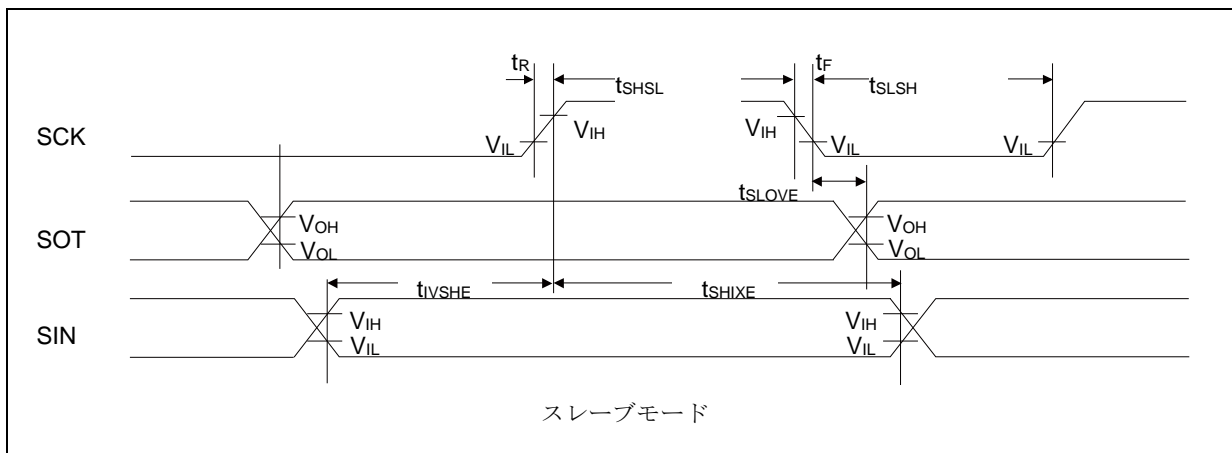 tR
tF
tSHSL
tSLSH
SCK
VIH
VIH
VIL
VIL
VIL
tSLOVE
SOT
VOH
VOH
VOL
VOL
tIVSHE
tSHIXE
SIN
VIH
VIH
VIL
VIL
スレーブモード